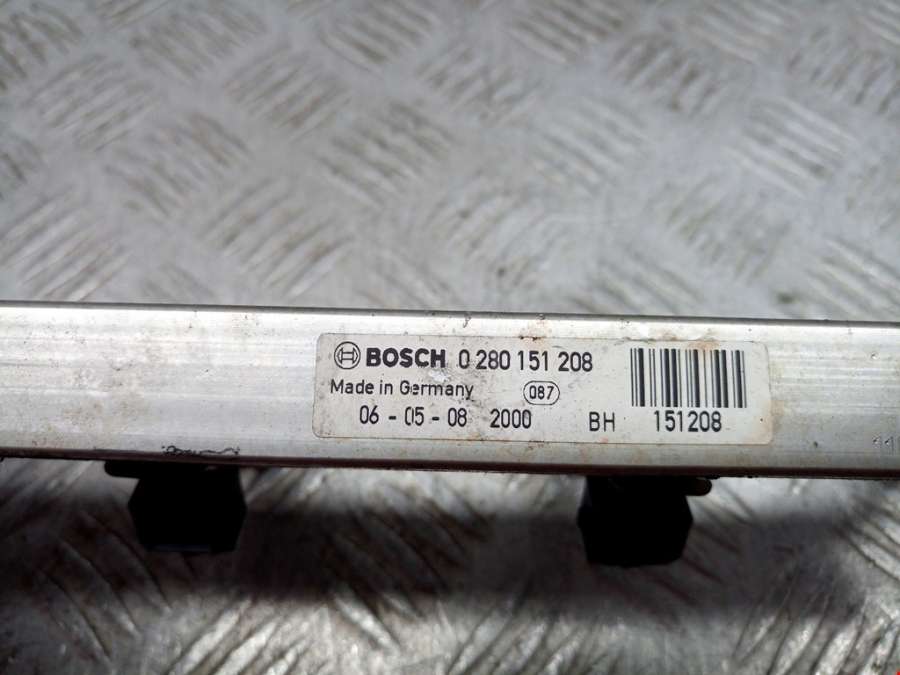 BOSCH 0 280 151 208
Made in Germany 087
06 - 05 - 08 2000 BH 151208